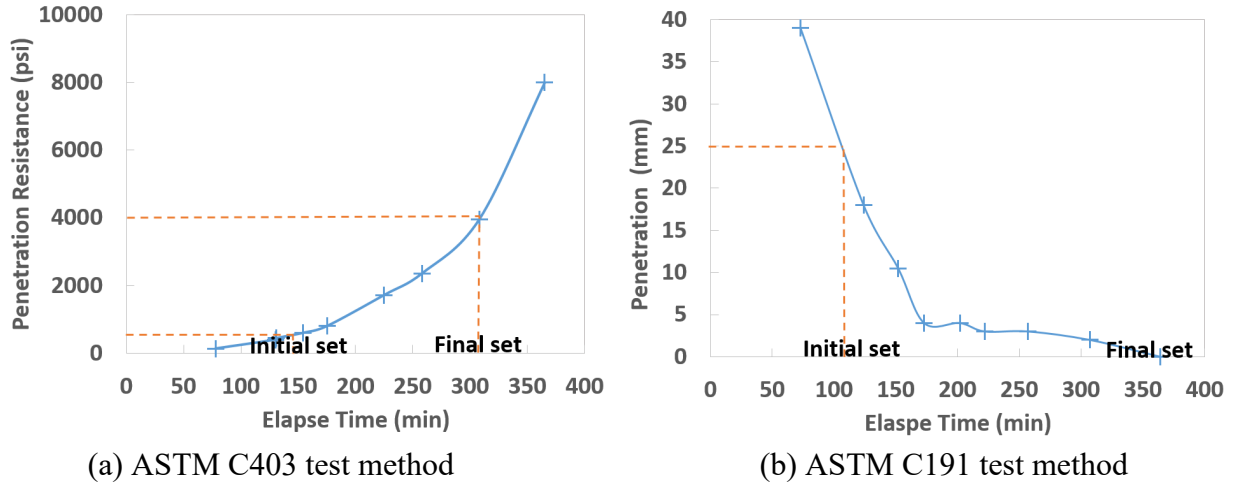 10000
8000
6000
4000
2000
0
Penetration Resistance (psi)
Initial set
Final set
0 50 100 150 200 250 300 350 400
Elapse Time (min)
(a) ASTM C403 test method
40
35
30
25
20
15
10
5
0
Penetration (mm)
Initial set
Final set
0 50 100 150 200 250 300 350 400
Elaspe Time (min)
(b) ASTM C191 test method